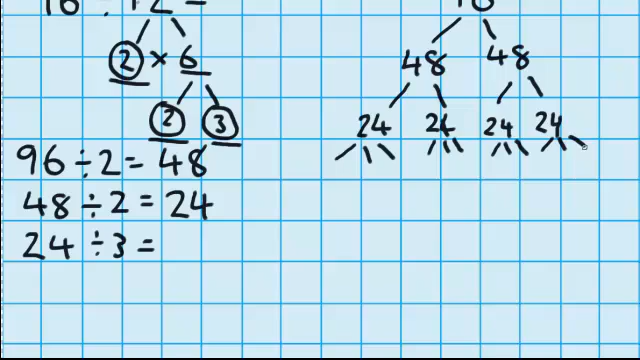 48 48
2 × 6
24 24 24 24
2 3
96 ÷ 2 = 48
48 ÷ 2 = 24
24 ÷ 3 =